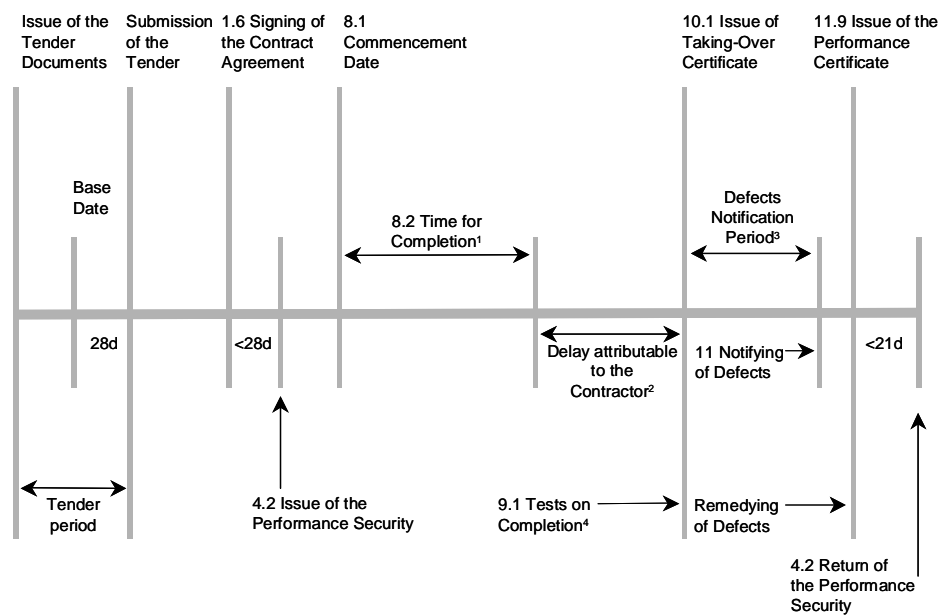 Issue of the
Tender
Documents
Submission
of the
Tender
1.6 Signing of
the Contract
Agreement
8.1
Commencement
Date
10.1 Issue of
Taking-Over
Certificate
11.9 Issue of the
Performance
Certificate
Base
Date
8.2 Time for
Completion¹
Defects
Notification
Period³
28d
<28d
Delay attributable
to the
Contractor²
11 Notifying
of Defects
<21d
Tender
period
4.2 Issue of the
Performance Security
9.1 Tests on
Completion⁴
Remedying
of Defects
4.2 Return of
the Performance
Security